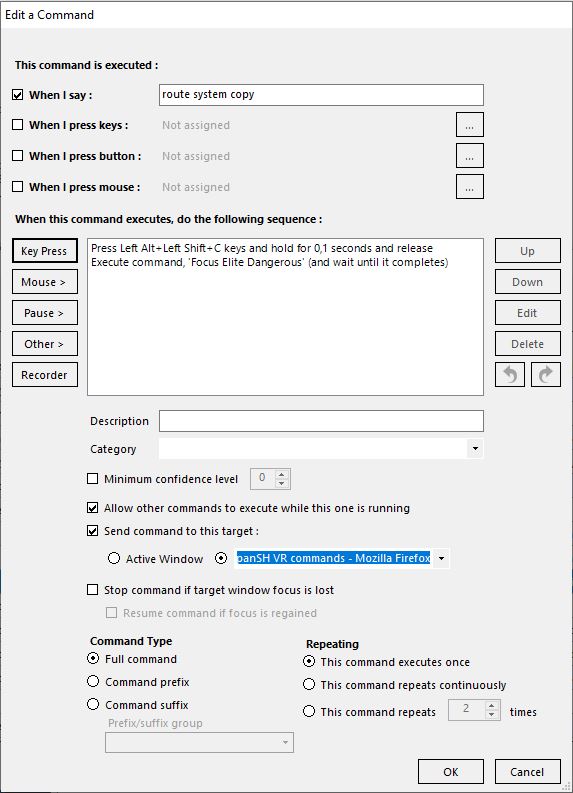 Edit a Command
This command is executed :
When I say :
route system copy
When I press keys :
Not assigned
...
When I press button :
Not assigned
...
When I press mouse :
Not assigned
...
When this command executes, do the following sequence :
Key Press
Mouse >
Pause >
Other >
Recorder
Press Left Alt+Left Shift+C keys and hold for 0,1 seconds and release
Execute command, 'Focus Elite Dangerous' (and wait until it completes)
Up
Down
Edit
Delete
Description
Category
Minimum confidence level
0
Allow other commands to execute while this one is running
Send command to this target :
Active Window
panSH VR commands - Mozilla Firefox
Stop command if target window focus is lost
Resume command if focus is regained
Command Type
Full command
Command prefix
Command suffix
Prefix/suffix group
Repeating
This command executes once
This command repeats continuously
This command repeats 2 times
OK
Cancel